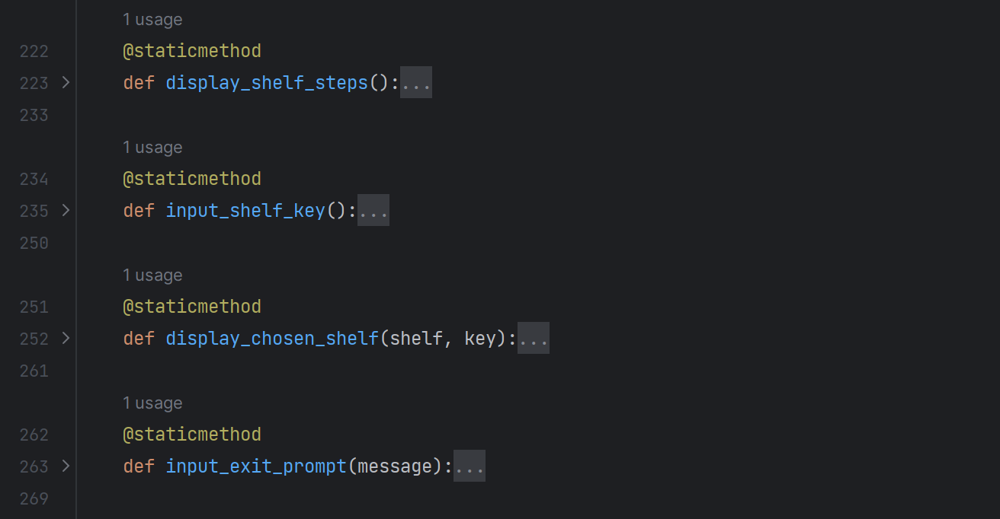 1 usage
222 @staticmethod
223 def display_shelf_steps():...
233
1 usage
234 @staticmethod
235 def input_shelf_key():...
250
1 usage
251 @staticmethod
252 def display_chosen_shelf(shelf, key):...
261
1 usage
262 @staticmethod
263 def input_exit_prompt(message):...
269